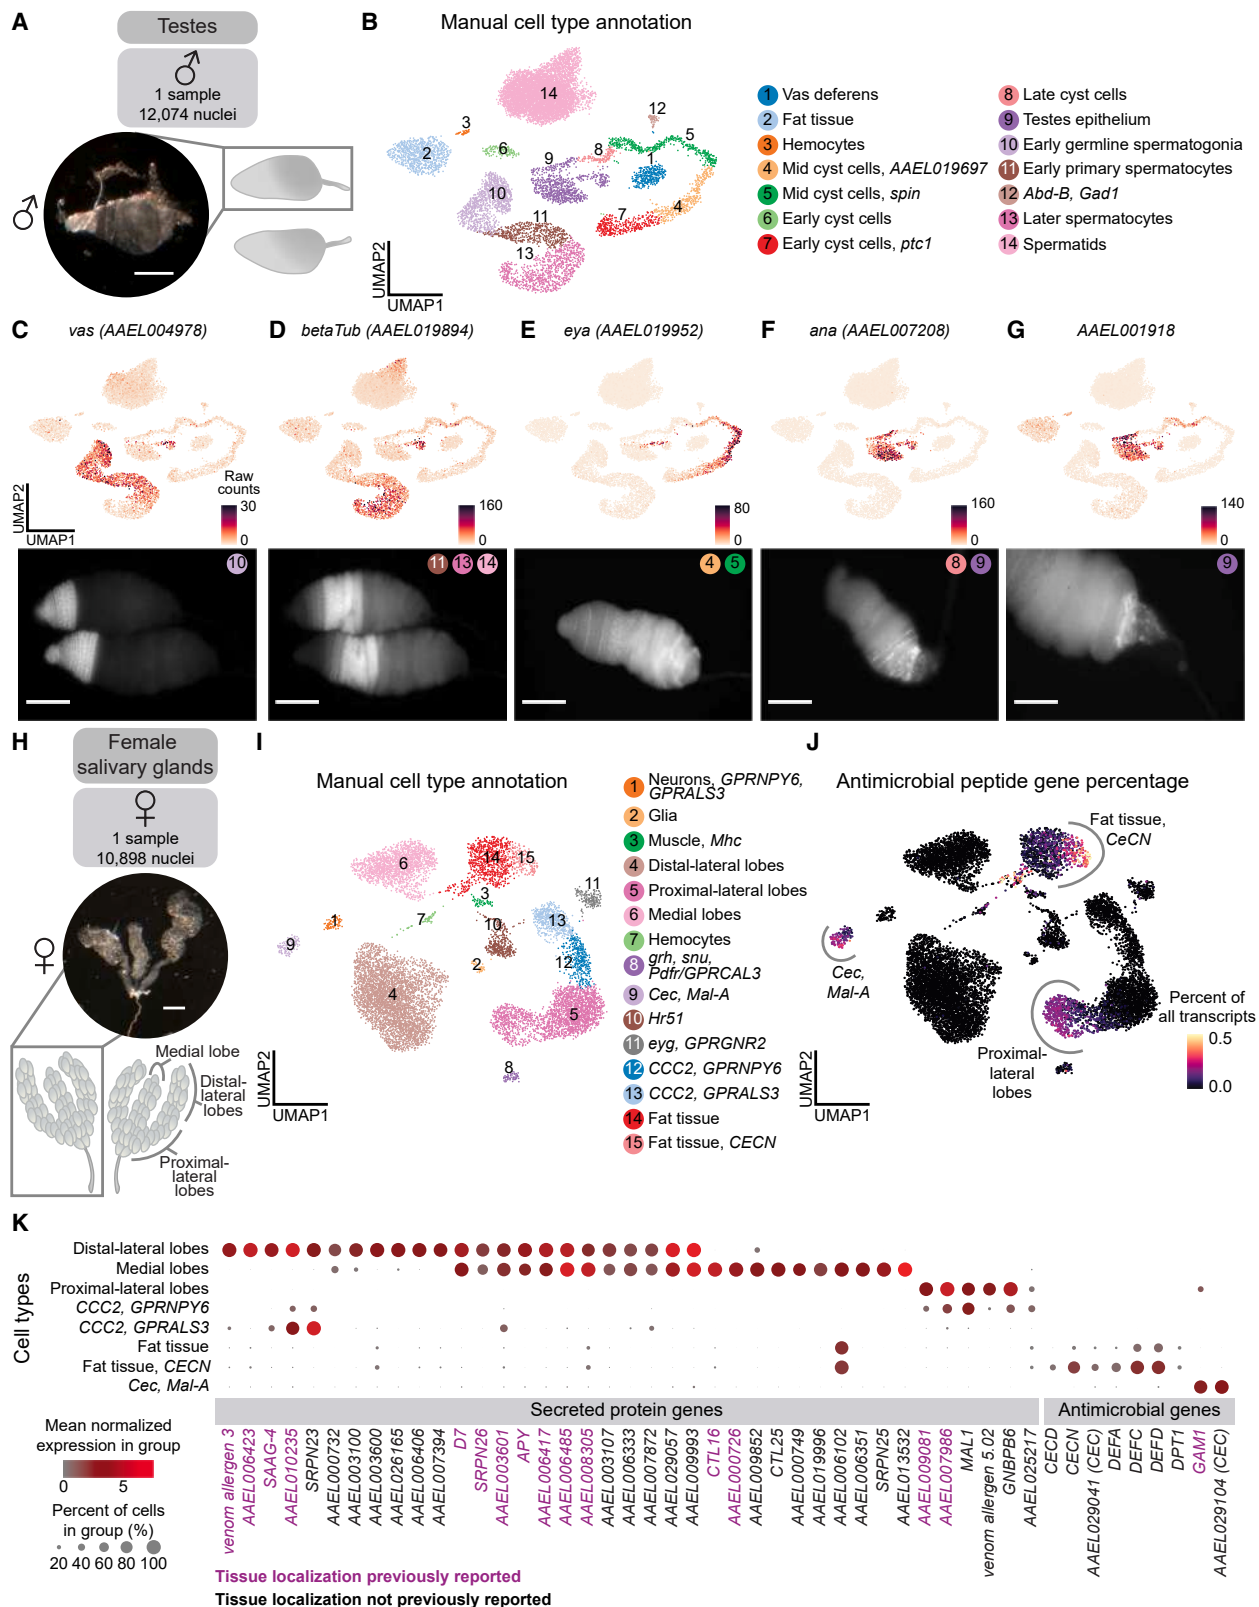 A
Testes
♂
1 sample
12,074 nuclei
♂
B
Manual cell type annotation
14
12
3
5
2
6
8
9
1
10
7
4
11
13
UMAP2
UMAP1
1 Vas deferens
2 Fat tissue
3 Hemocytes
4 Mid cyst cells, AAEL019697
5 Mid cyst cells, spin
6 Early cyst cells
7 Early cyst cells, ptc1
8 Late cyst cells
9 Testes epithelium
10 Early germline spermatogonia
11 Early primary spermatocytes
12 Abd-B, Gad1
13 Later spermatocytes
14 Spermatids
C
vas (AAEL004978)
Raw
counts
30
0
UMAP2
UMAP1
10
D
betaTub (AAEL019894)
160
0
11 13 14
E
eya (AAEL019952)
80
0
4 5
F
ana (AAEL007208)
160
0
8 9
G
AAEL001918
140
0
9
H
Female
salivary glands
♀
1 sample
10,898 nuclei
♀
Medial lobe
Distal-
lateral
lobes
Proximal-
lateral
lobes
I
Manual cell type annotation
6
14
15
3
11
1
7
10
13
9
2
12
4
5
8
UMAP2
UMAP1
1 Neurons, GPRNPY6,
GPRALS3
2 Glia
3 Muscle, Mhc
4 Distal-lateral lobes
5 Proximal-lateral lobes
6 Medial lobes
7 Hemocytes
8 grh, snu,
Pdfr/GPRCAL3
9 Cec, Mal-A
10 Hr51
11 eyg, GPRGNR2
12 CCC2, GPRNPY6
13 CCC2, GPRALS3
14 Fat tissue
15 Fat tissue, CECN
J
Antimicrobial peptide gene percentage
Fat tissue,
CeCN
Cec,
Mal-A
Proximal-
lateral
lobes
Percent of
all transcripts
0.5
0.0
UMAP2
UMAP1
K
Cell types
Distal-lateral lobes
Medial lobes
Proximal-lateral lobes
CCC2, GPRNPY6
CCC2, GPRALS3
Fat tissue
Fat tissue, CECN
Cec, Mal-A
Secreted protein genes
Antimicrobial genes
venom allergen 3
AAEL006423
SAAG-4
AAEL010235
SRPN23
AAEL000732
AAEL003100
AAEL003600
AAEL026165
AAEL006406
AAEL007394
D7
SRPN26
AAEL003601
APY
AAEL006417
AAEL006485
AAEL008305
AAEL003107
AAEL006333
AAEL007872
AAEL029057
AAEL009993
CTL16
AAEL000726
AAEL009852
CTL25
AAEL000749
AAEL019996
AAEL006102
AAEL006351
SRPN25
AAEL013532
AAEL009081
AAEL007986
MAL1
venom allergen 5.02
GNBPB6
AAEL025217
CECD
CECN
AAEL029041 (CEC)
DEFA
DEFC
DEFD
DPT1
GAM1
AAEL029104 (CEC)
Mean normalized
expression in group
0 5
Percent of cells
in group (%)
20 40 60 80 100
Tissue localization previously reported
Tissue localization not previously reported